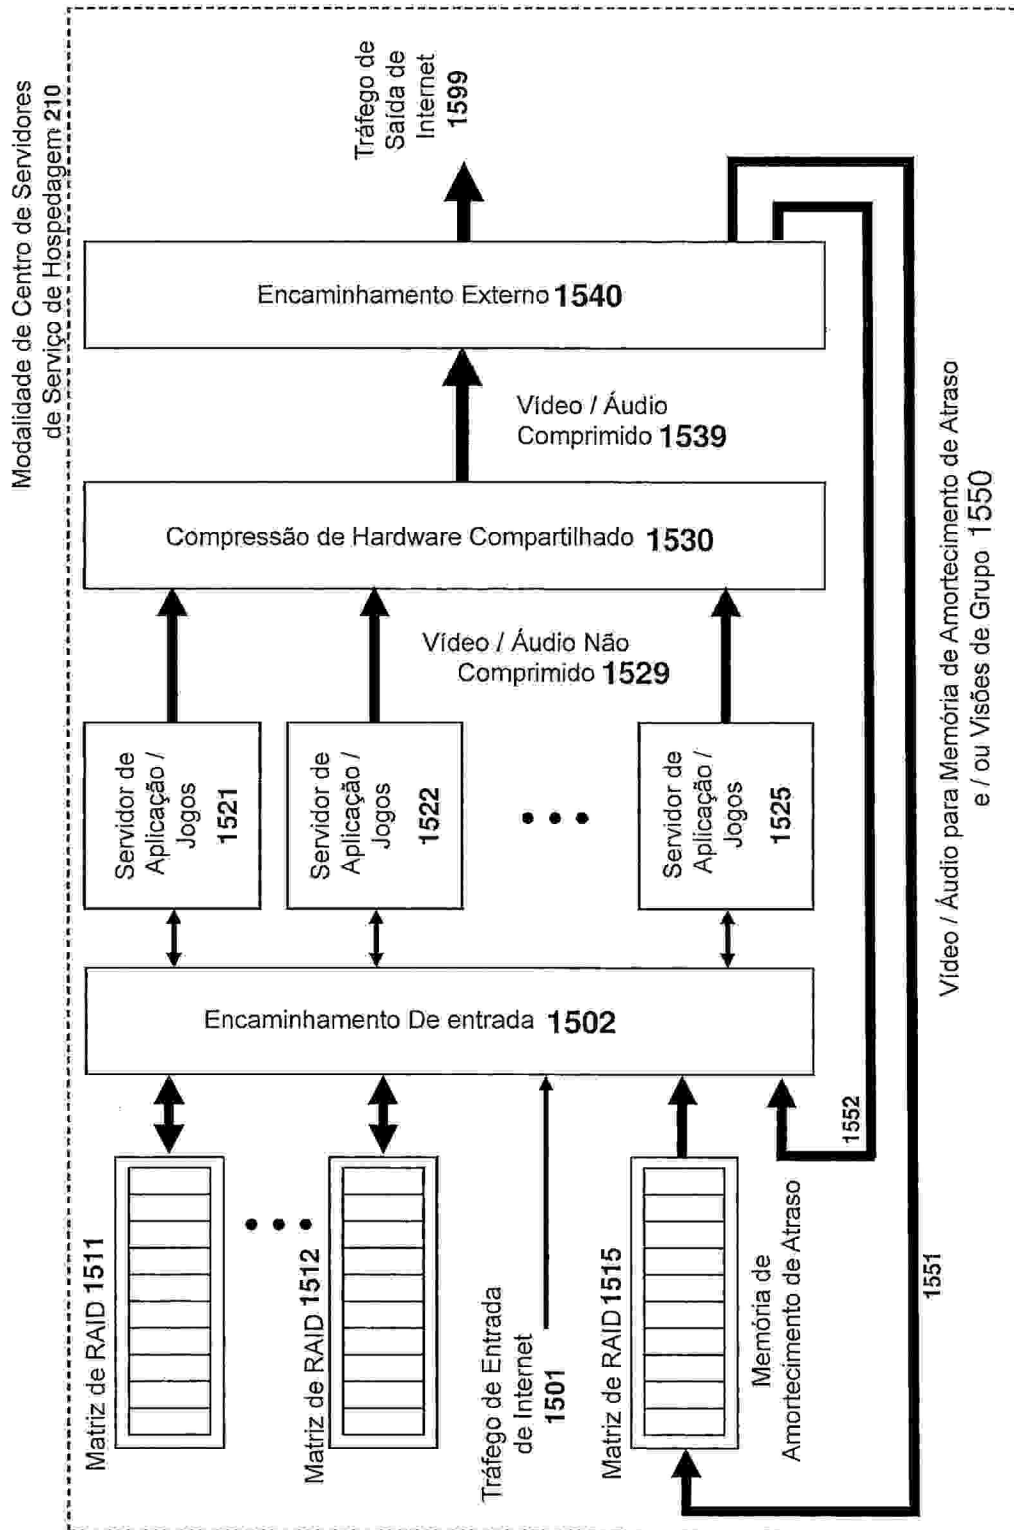 Modalidade de Centro de Servidores
de Serviço de Hospedagem 210
Tráfego de
Saída de
Internet
1599
Encaminhamento Externo 1540
Vídeo / Áudio
Comprimido 1539
Compressão de Hardware Compartilhado 1530
Vídeo / Áudio Não
Comprimido 1529
Servidor de
Aplicação /
Jogos
1521
Servidor de
Aplicação /
Jogos
1522
Servidor de
Aplicação /
Jogos
1525
Encaminhamento De entrada 1502
Matriz de RAID 1511
Matriz de RAID 1512
Tráfego de Entrada
de Internet
1501
Matriz de RAID 1515
Memória de
Amortecimento de Atraso
1552
1551
Vídeo / Áudio para Memória de Amortecimento de Atraso
e / ou Visões de Grupo 1550